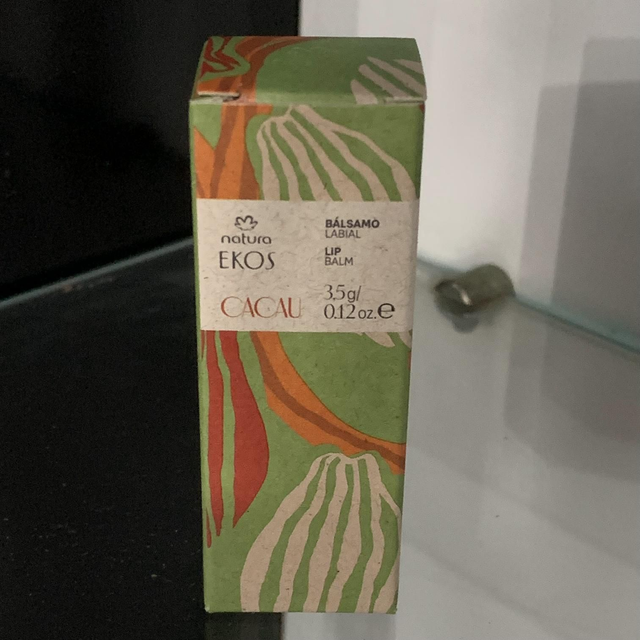 natura
EKOS
CACAU
BÁLSAMO
LABIAL
LIP
BALM
3,5 g/
0.12 oz. e